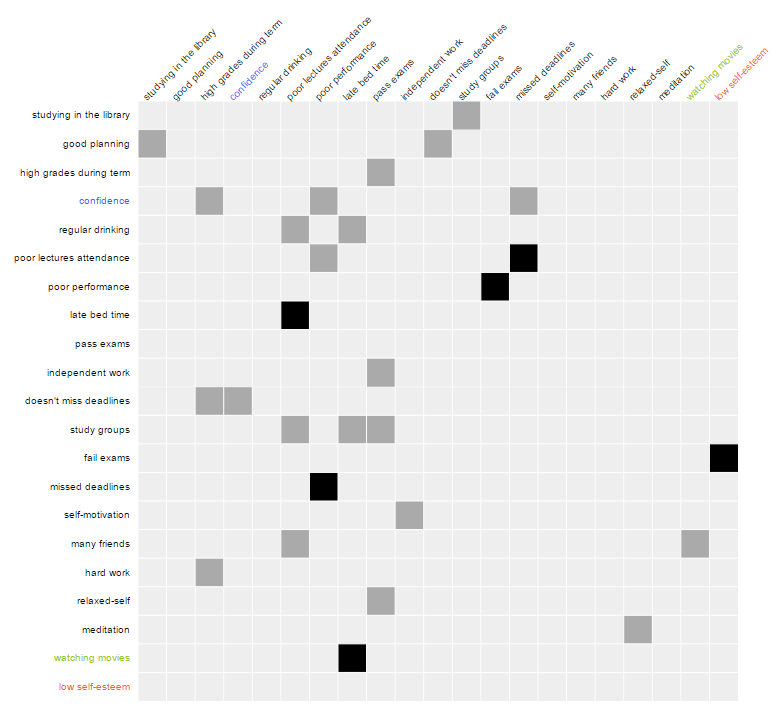 studying in the library
good planning
high grades during term
confidence
regular drinking
poor lectures attendance
poor performance
late bed time
pass exams
independent work
doesn't miss deadlines
study groups
fail exams
missed deadlines
self-motivation
many friends
hard work
relaxed-self
meditation
watching movies
low self-esteem
studying in the library
good planning
high grades during term
confidence
regular drinking
poor lectures attendance
poor performance
late bed time
pass exams
independent work
doesn't miss deadlines
study groups
fail exams
missed deadlines
self-motivation
many friends
hard work
relaxed-self
meditation
watching movies
low self-esteem